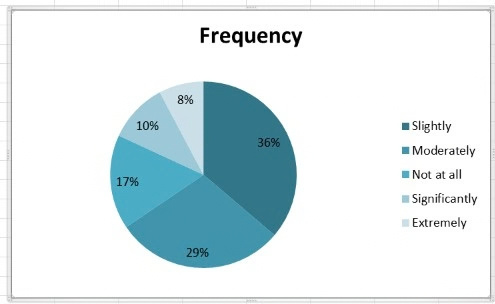 Frequency
8%
10%
36%
17%
29%
Slightly
Moderately
Not at all
Significantly
Extremely